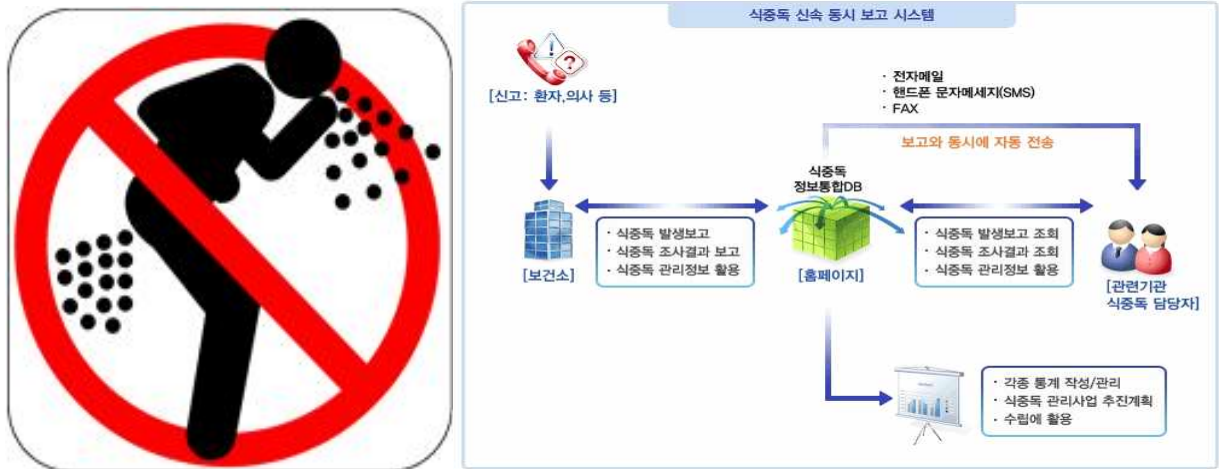 식중독 신속 동시 보고 시스템
[신고: 환자,의사 등]
· 전자메일
· 핸드폰 문자메세지(SMS)
· FAX
보고와 동시에 자동 전송
식중독
정보통합DB
· 식중독 발생보고
· 식중독 조사결과 보고
· 식중독 관리정보 활용
· 식중독 발생보고 조회
· 식중독 조사결과 조회
· 식중독 관리정보 활용
[보건소]
[홈페이지]
[관련기관
식중독 담당자]
· 각종 통계 작성/관리
· 식중독 관리사업 추진계획
· 수립에 활용